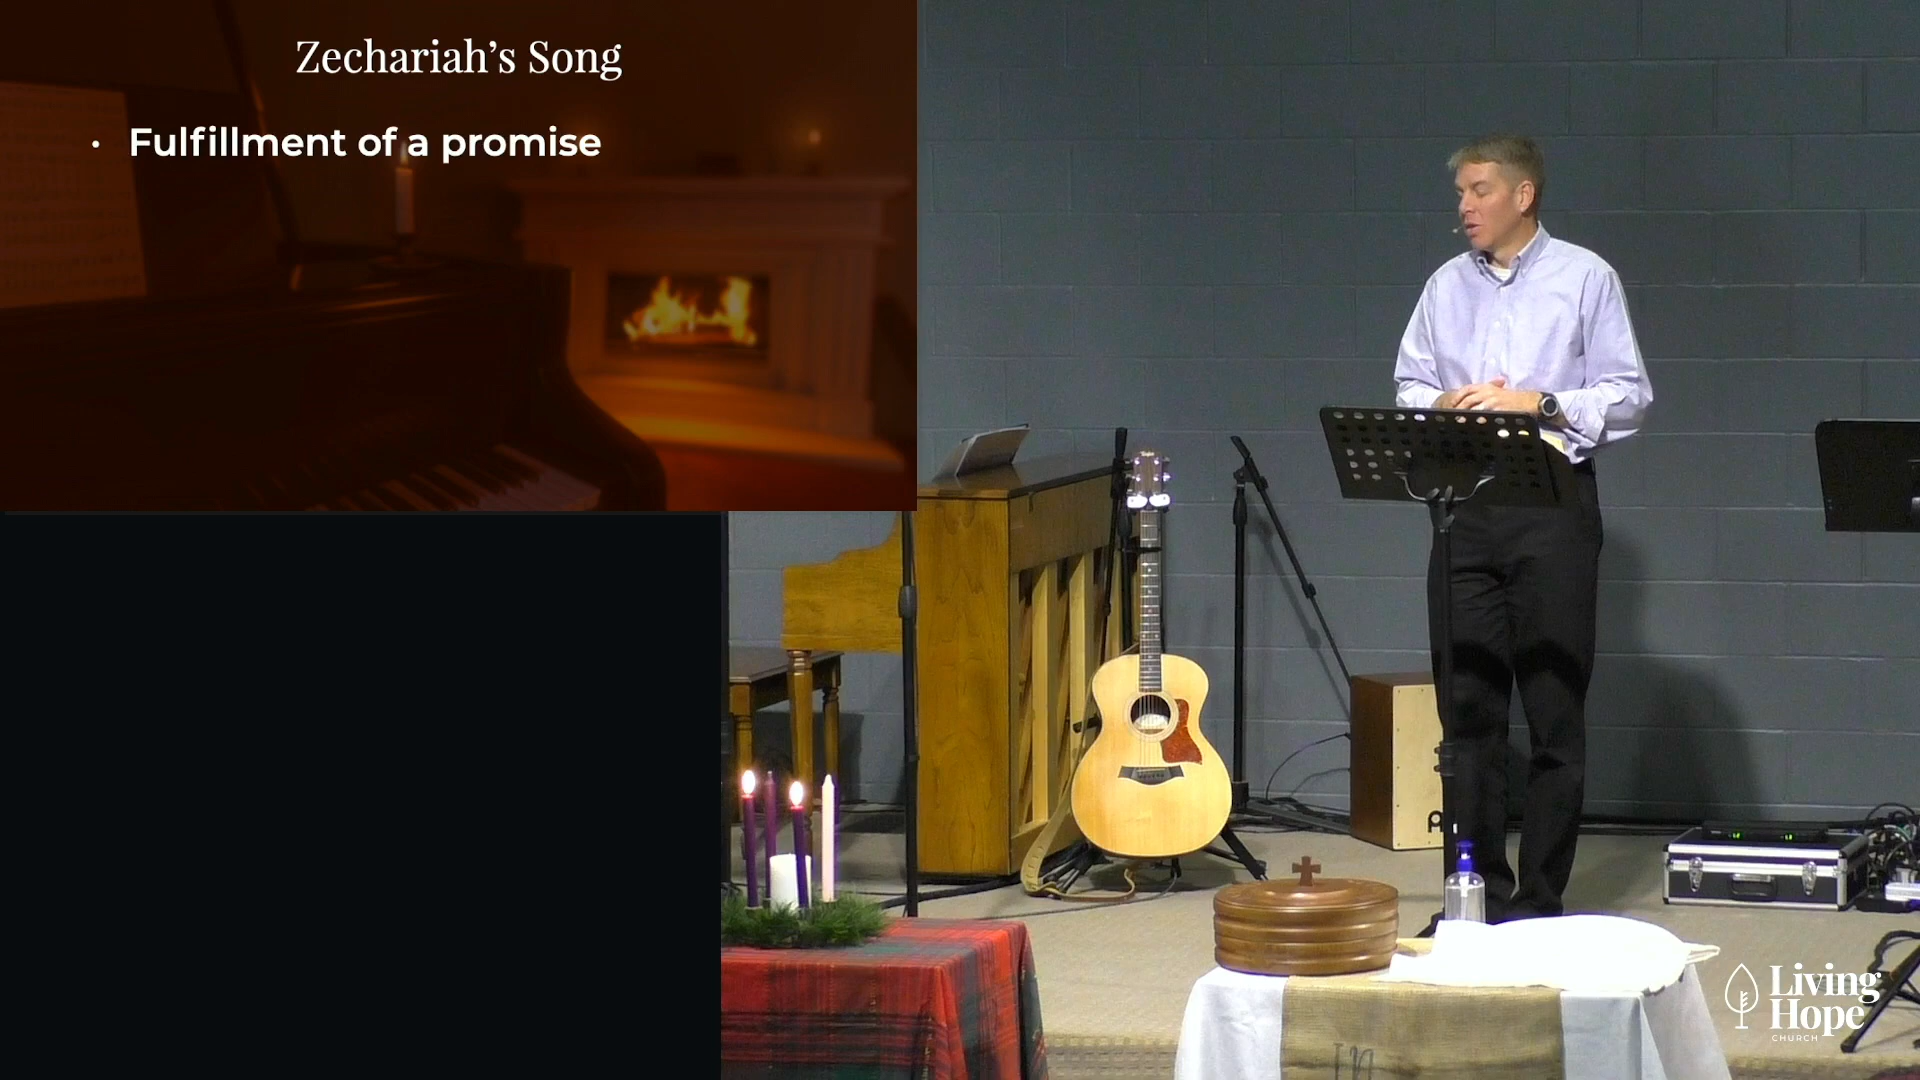 Zechariah’s Song
• Fulfillment of a promise
Living
Hope
CHURCH